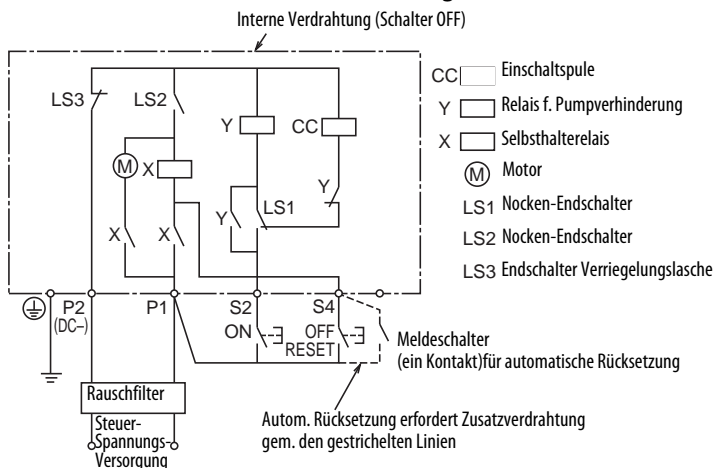 Interne Verdrahtung (Schalter OFF)
LS3
LS2
Y
CC
M
X
Y
Y
LS1
X
X
P2
(DC–)
P1
S2
S4
ON
OFF
RESET
Rauschfilter
Steuer-
Spannungs-
Versorgung
CC Einschaltspule
Y Relais f. Pumpverhinderung
X Selbsthalterelais
M Motor
LS1 Nocken-Endschalter
LS2 Nocken-Endschalter
LS3 Endschalter Verriegelungslasche
Meldeschalter
(ein Kontakt)für automatische Rücksetzung
Autom. Rücksetzung erfordert Zusatzverdrahtung
gem. den gestrichelten Linien